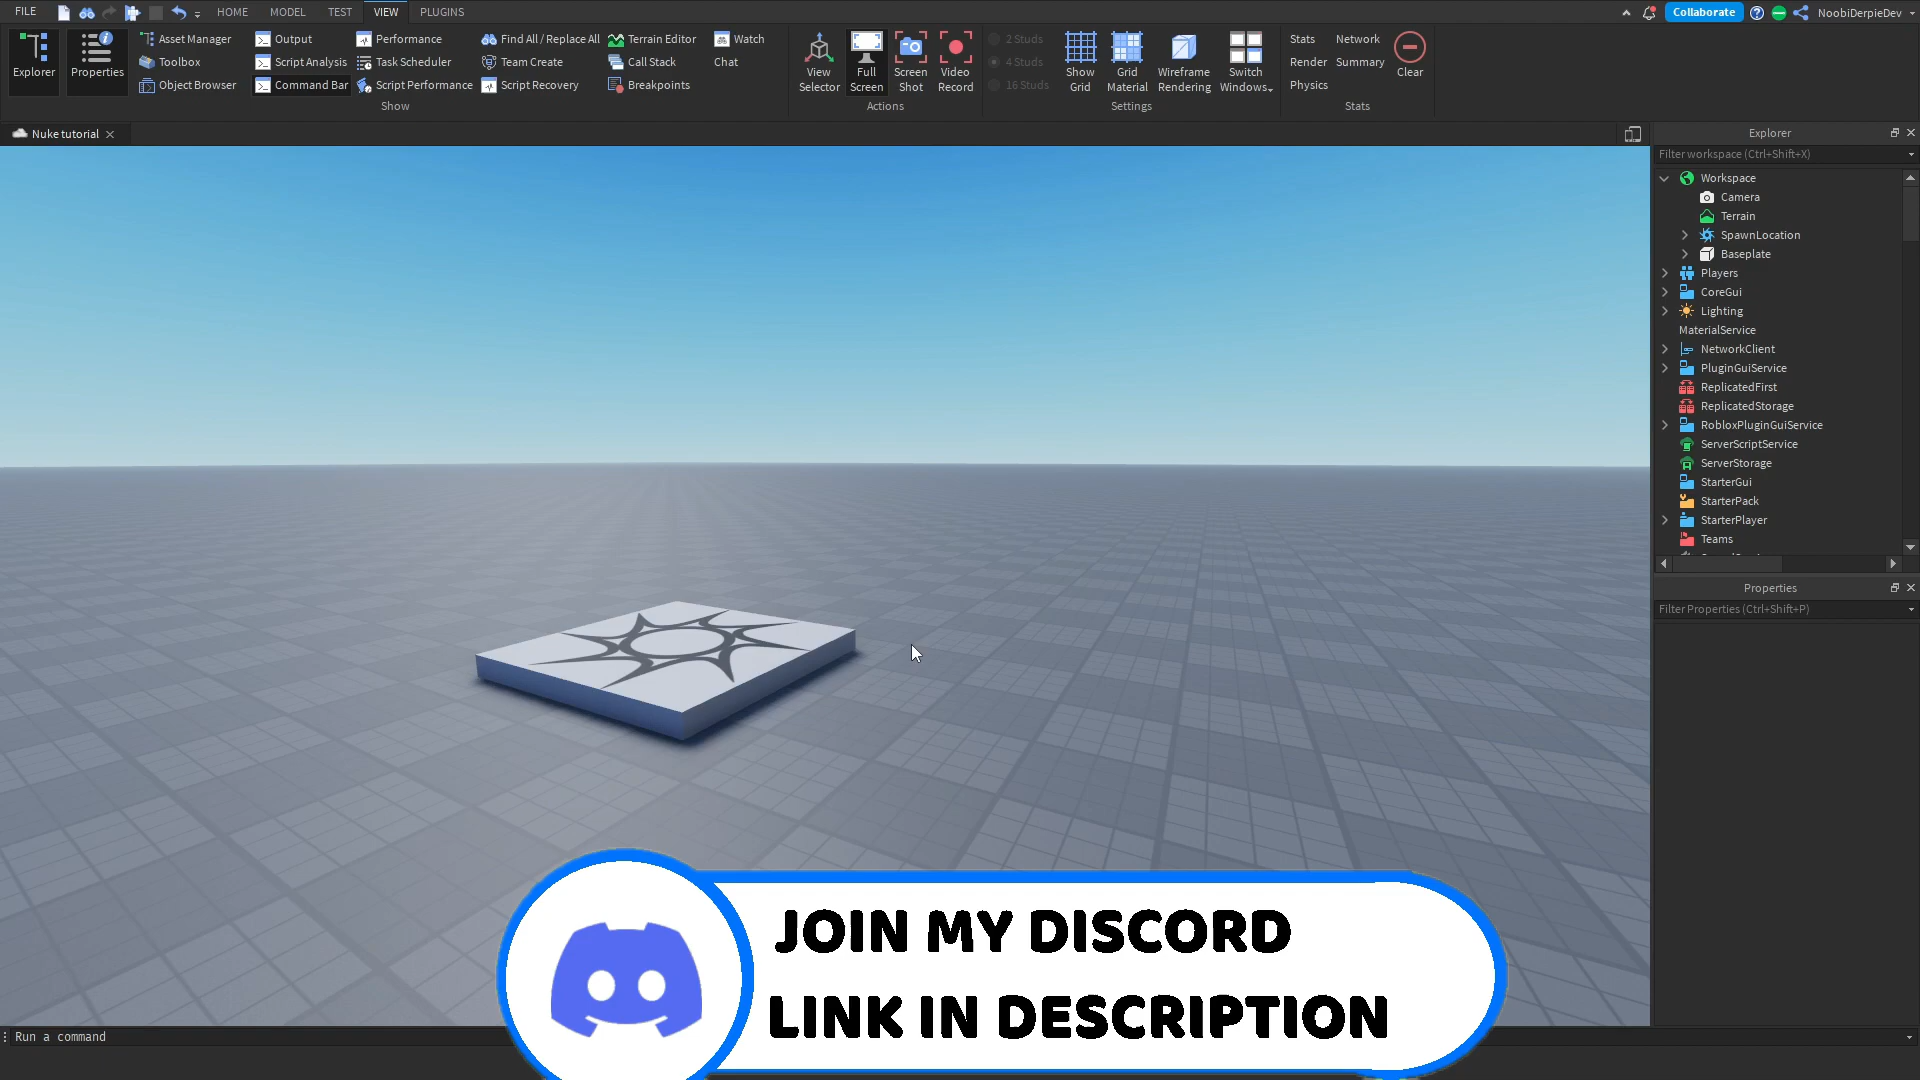 FILE
HOME
MODEL
TEST
VIEW
PLUGINS
Collaborate
NoobiDerpieDev
Explorer
Properties
Asset Manager
Toolbox
Object Browser
Output
Script Analysis
Command Bar
Performance
Task Scheduler
Script Performance
Find All / Replace All
Team Create
Script Recovery
Terrain Editor
Call Stack
Breakpoints
Watch
Chat
Show
View
Selector
Full
Screen
Screen
Shot
Video
Record
Actions
2 Studs
4 Studs
16 Studs
Show
Grid
Grid
Material
Wireframe
Rendering
Switch
Windows
Settings
Stats
Render
Physics
Network
Summary
Clear
Stats
Nuke tutorial
Explorer
Filter workspace (Ctrl+Shift+X)
Workspace
Camera
Terrain
SpawnLocation
Baseplate
Players
CoreGui
Lighting
MaterialService
NetworkClient
PluginGuiService
ReplicatedFirst
ReplicatedStorage
RobloxPluginGuiService
ServerScriptService
ServerStorage
StarterGui
StarterPack
StarterPlayer
Teams
Properties
Filter Properties (Ctrl+Shift+P)
JOIN MY DISCORD
LINK IN DESCRIPTION
Run a command